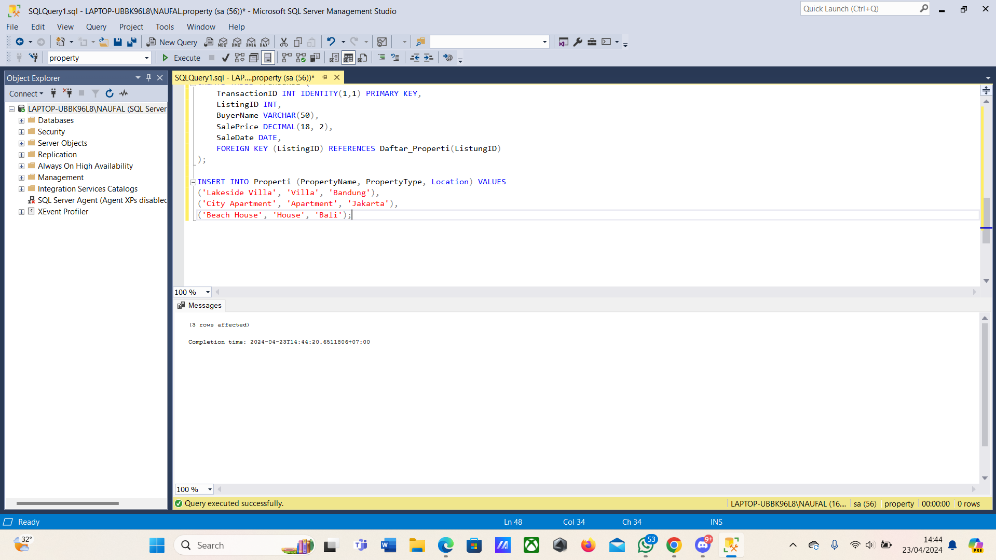 SQLQuery1.sql - LAPTOP-UBBK96L8\NAUFAL.property (sa (56))* - Microsoft SQL Server Management Studio
Quick Launch (Ctrl+Q)
File Edit View Query Project Tools Window Help
New Query
property
Execute
Object Explorer
SQLQuery1.sql - LAP...property (sa (56))*
Connect
LAPTOP-UBBK96L8\NAUFAL (SQL Server
Databases
Security
Server Objects
Replication
Always On High Availability
Management
Integration Services Catalogs
SQL Server Agent (Agent XPs disabled
XEvent Profiler
TransactionID INT IDENTITY(1,1) PRIMARY KEY,
ListingID INT,
BuyerName VARCHAR(50),
SalePrice DECIMAL(18, 2),
SaleDate DATE,
FOREIGN KEY (ListingID) REFERENCES Daftar_Properti(ListungID)
);
INSERT INTO Properti (PropertyName, PropertyType, Location) VALUES
('Lakeside Villa', 'Villa', 'Bandung'),
('City Apartment', 'Apartment', 'Jakarta'),
('Beach House', 'House', 'Bali');
100 %
Messages
(3 rows affected)
Completion time: 2024-04-23T14:44:20.6511806+07:00
100 %
Query executed successfully.
LAPTOP-UBBK96L8\NAUFAL (16... sa (56) property 00:00:00 0 rows
Ready
Ln 48 Col 34 Ch 34 INS
32°
Search
53
9+
14:44
23/04/2024